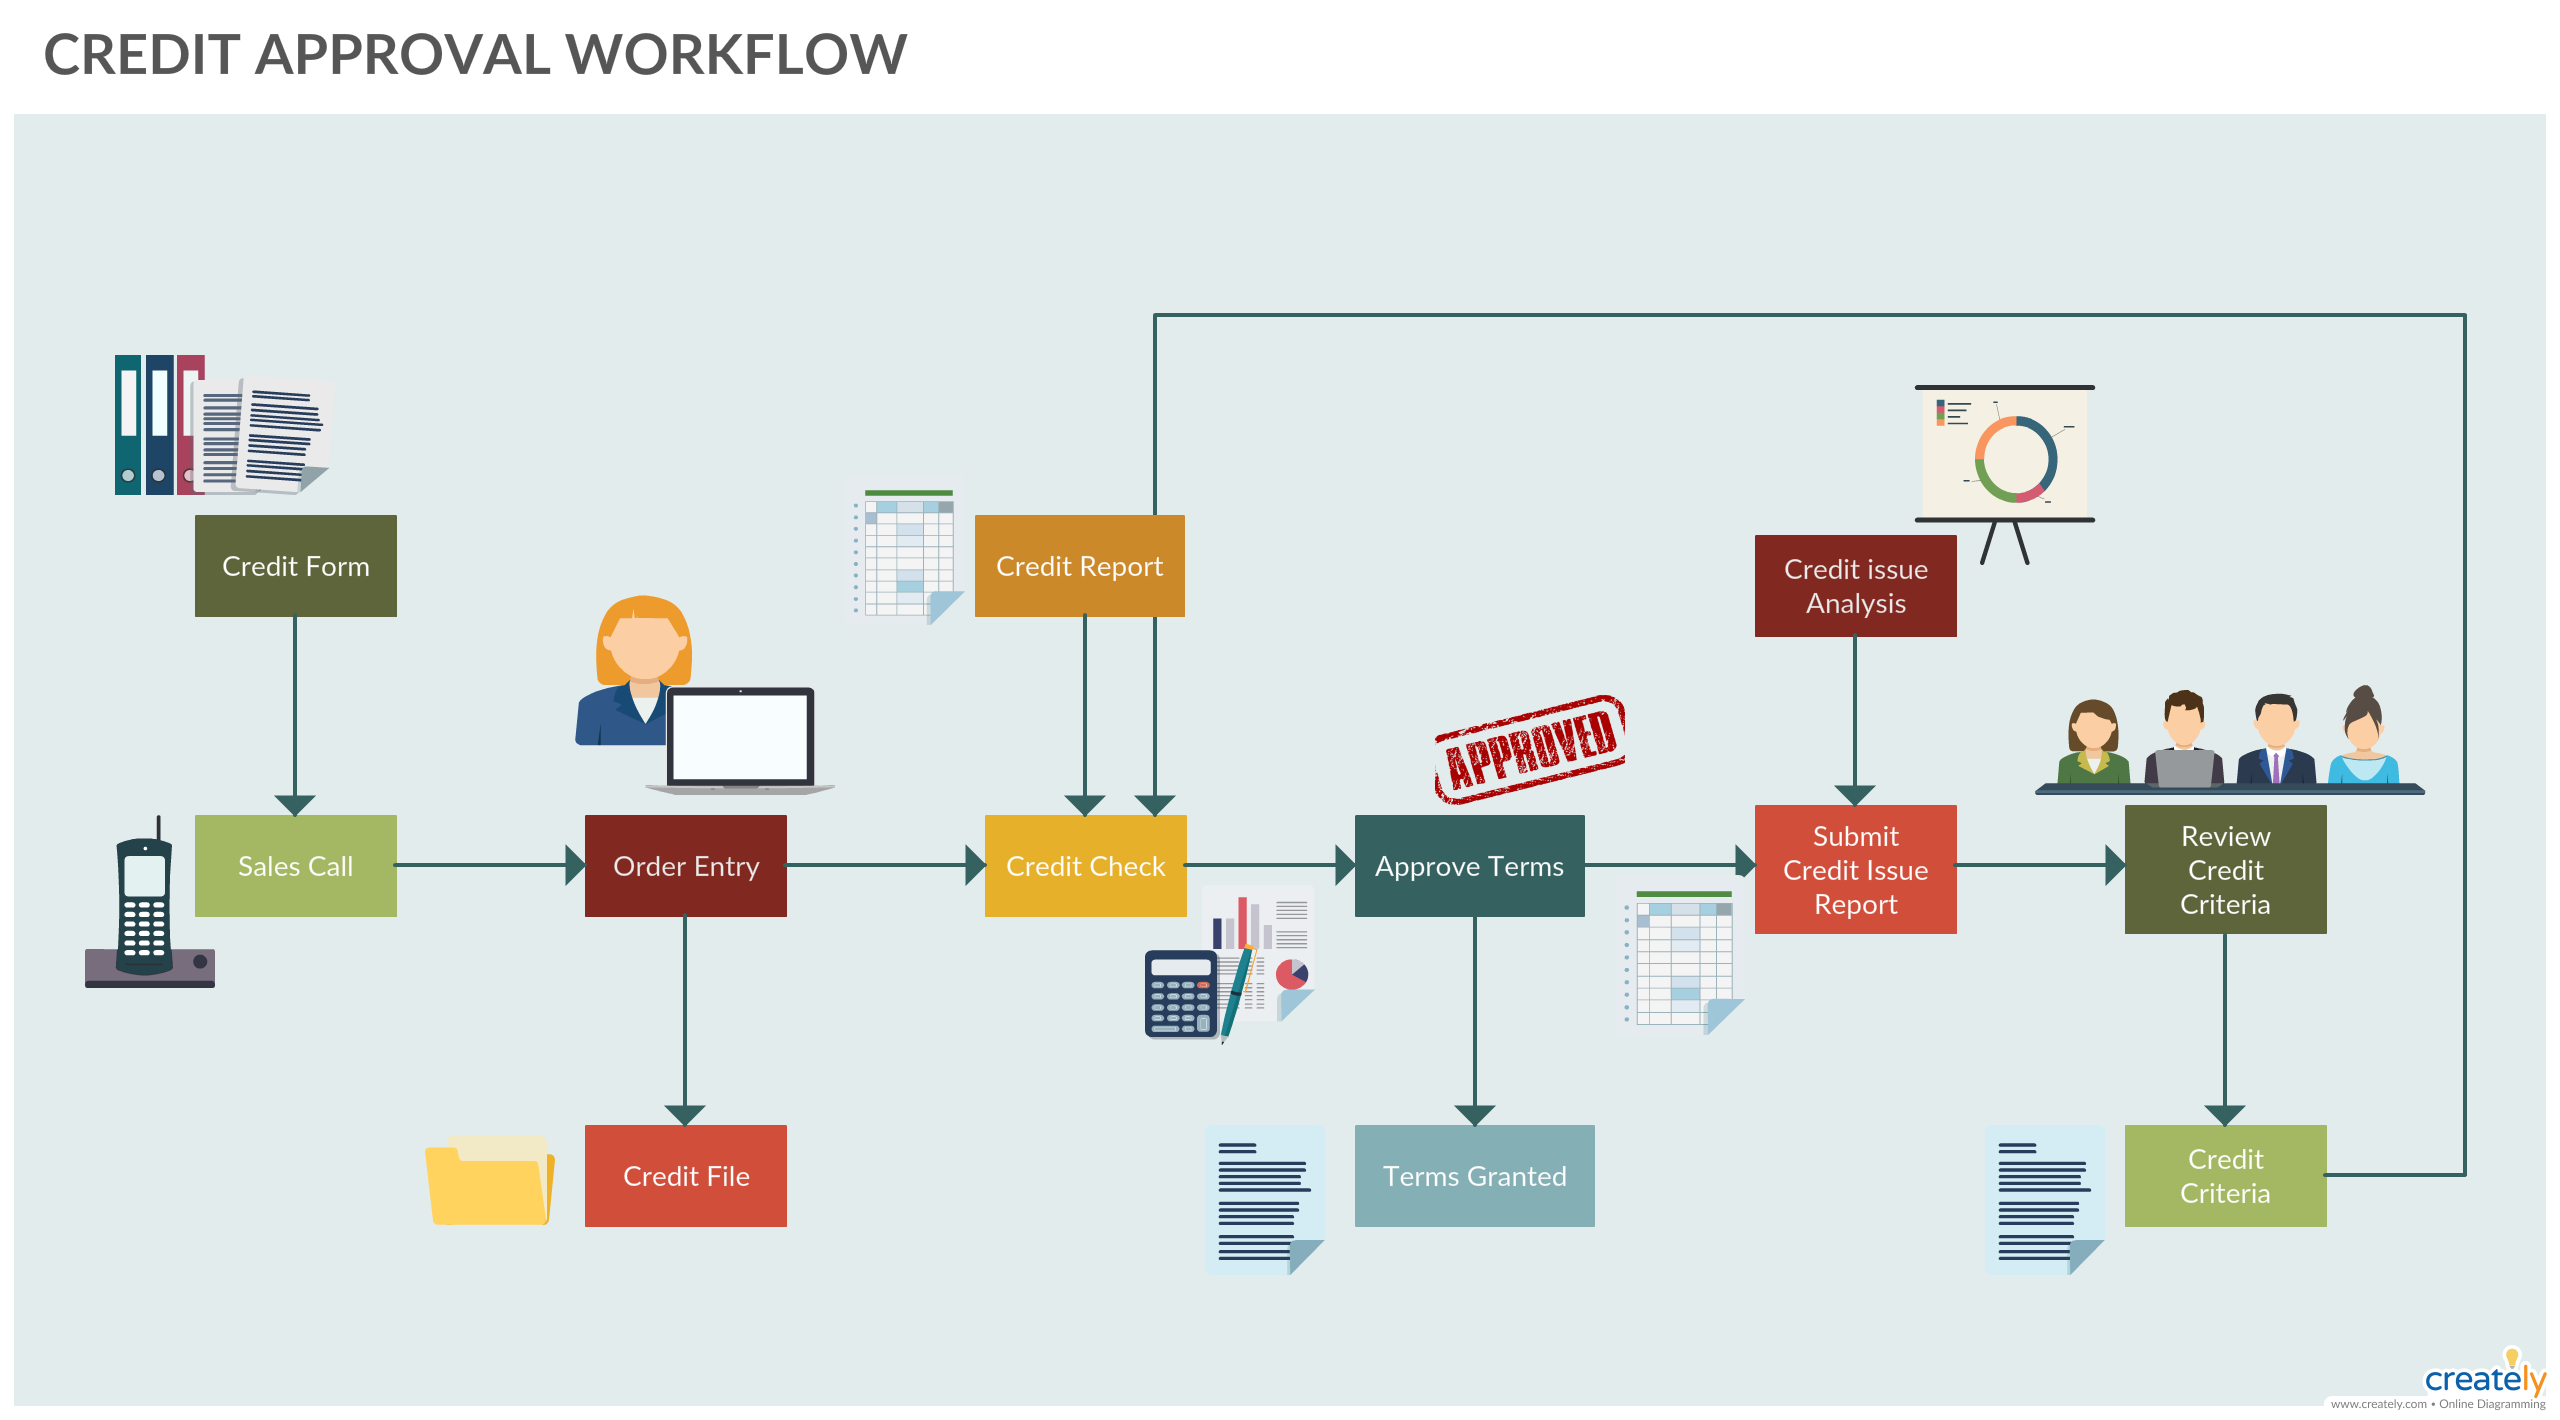 CREDIT APPROVAL WORKFLOW
Credit Form
Credit Report
Credit issue
Analysis
APPROVED
Sales Call
Order Entry
Credit Check
Approve Terms
Submit
Credit Issue
Report
Review
Credit
Criteria
Credit File
Terms Granted
Credit
Criteria
creately
www.creately.com • Online Diagramming